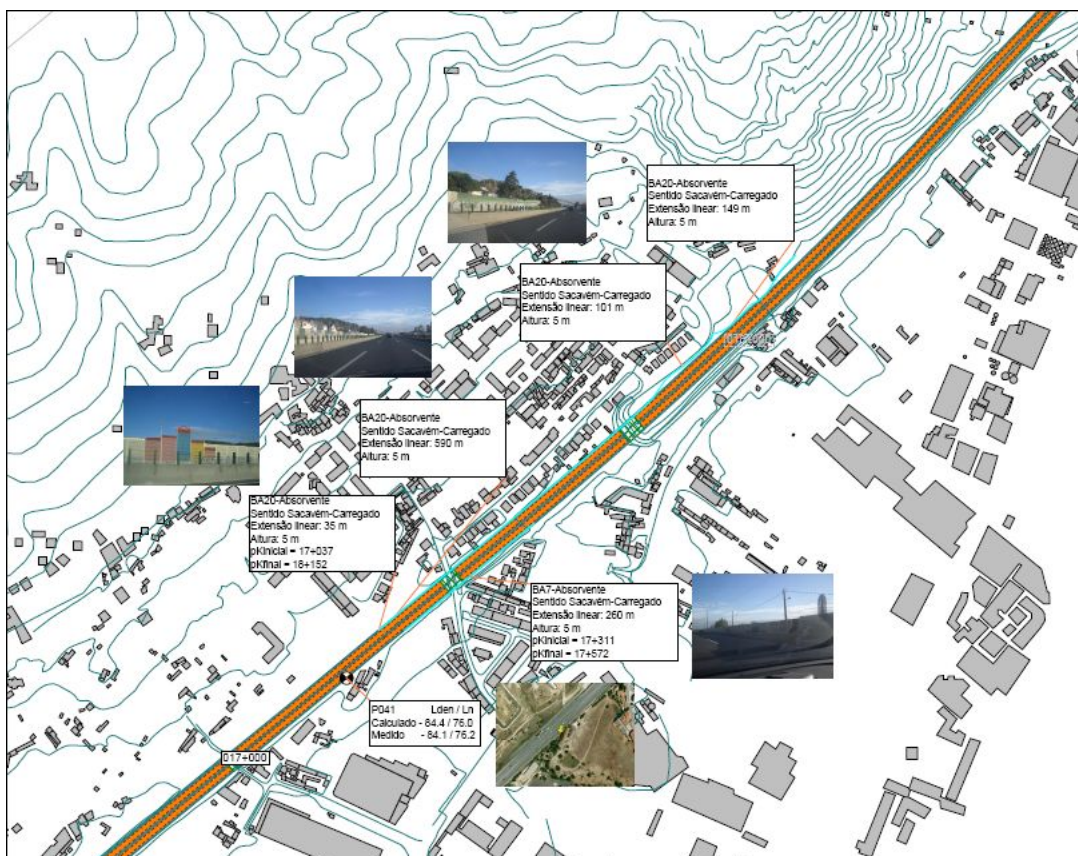 BA20-Absorvente
Sentido Sacavém-Carregado
Extensão linear: 149 m
Altura: 5 m
BA20-Absorvente
Sentido Sacavém-Carregado
Extensão linear: 101 m
Altura: 5 m
BA20-Absorvente
Sentido Sacavém-Carregado
Extensão linear: 590 m
Altura: 5 m
BA20-Absorvente
Sentido Sacavém-Carregado
Extensão linear: 35 m
Altura: 5 m
pKinicial = 17+037
pKfinal = 18+152
BA7-Absorvente
Sentido Sacavém-Carregado
Extensão linear: 260 m
Altura: 5 m
pKinicial = 17+311
pKfinal = 17+572
P041 Lden / Ln
Calculado - 84.4 / 76.0
Medido - 84.1 / 76.2
017+000